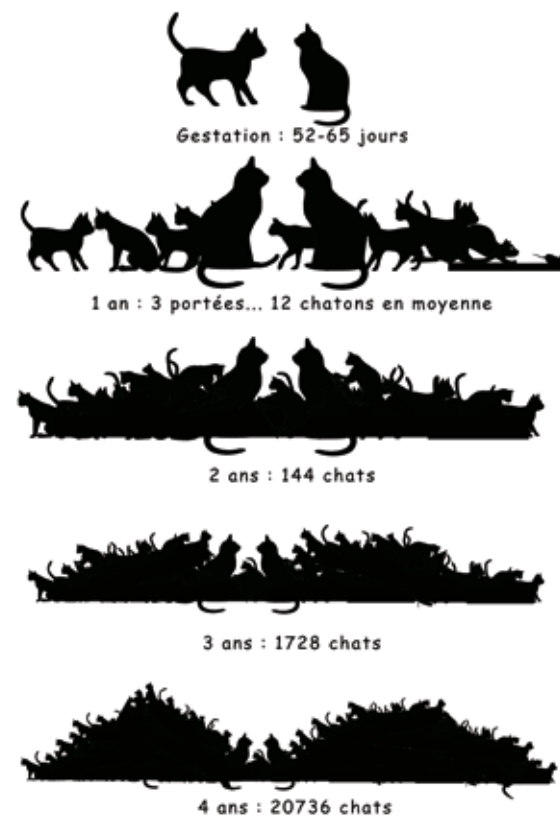 Gestation : 52-65 jours
1 an : 3 portées... 12 chatons en moyenne
2 ans : 144 chats
3 ans : 1728 chats
4 ans : 20736 chats